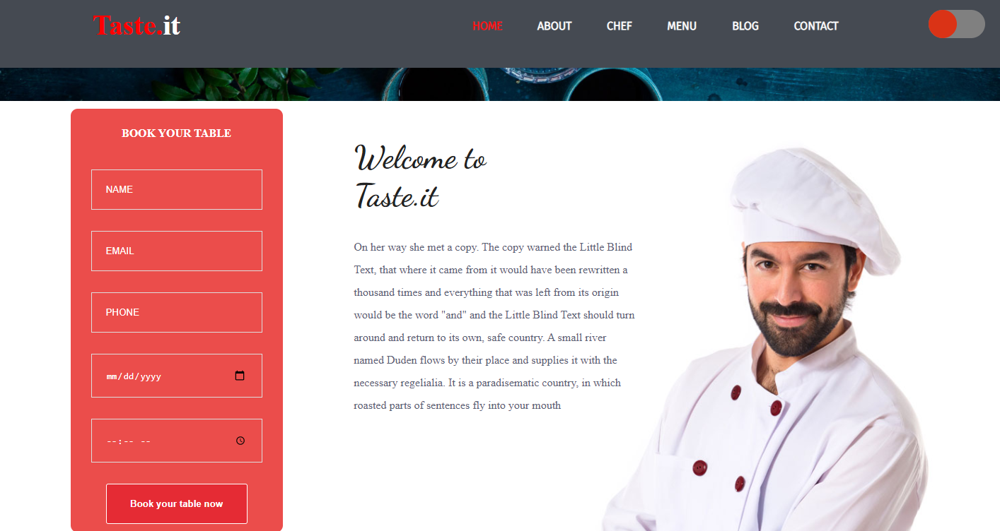 Taste.it
HOME ABOUT CHEF MENU BLOG CONTACT
BOOK YOUR TABLE
NAME
EMAIL
PHONE
mm/dd/yyyy
--:-- --
Book your table now
Welcome to
Taste.it
On her way she met a copy. The copy warned the Little Blind
Text, that where it came from it would have been rewritten a
thousand times and everything that was left from its origin
would be the word "and" and the Little Blind Text should turn
around and return to its own, safe country. A small river
named Duden flows by their place and supplies it with the
necessary regelialia. It is a paradisematic country, in which
roasted parts of sentences fly into your mouth